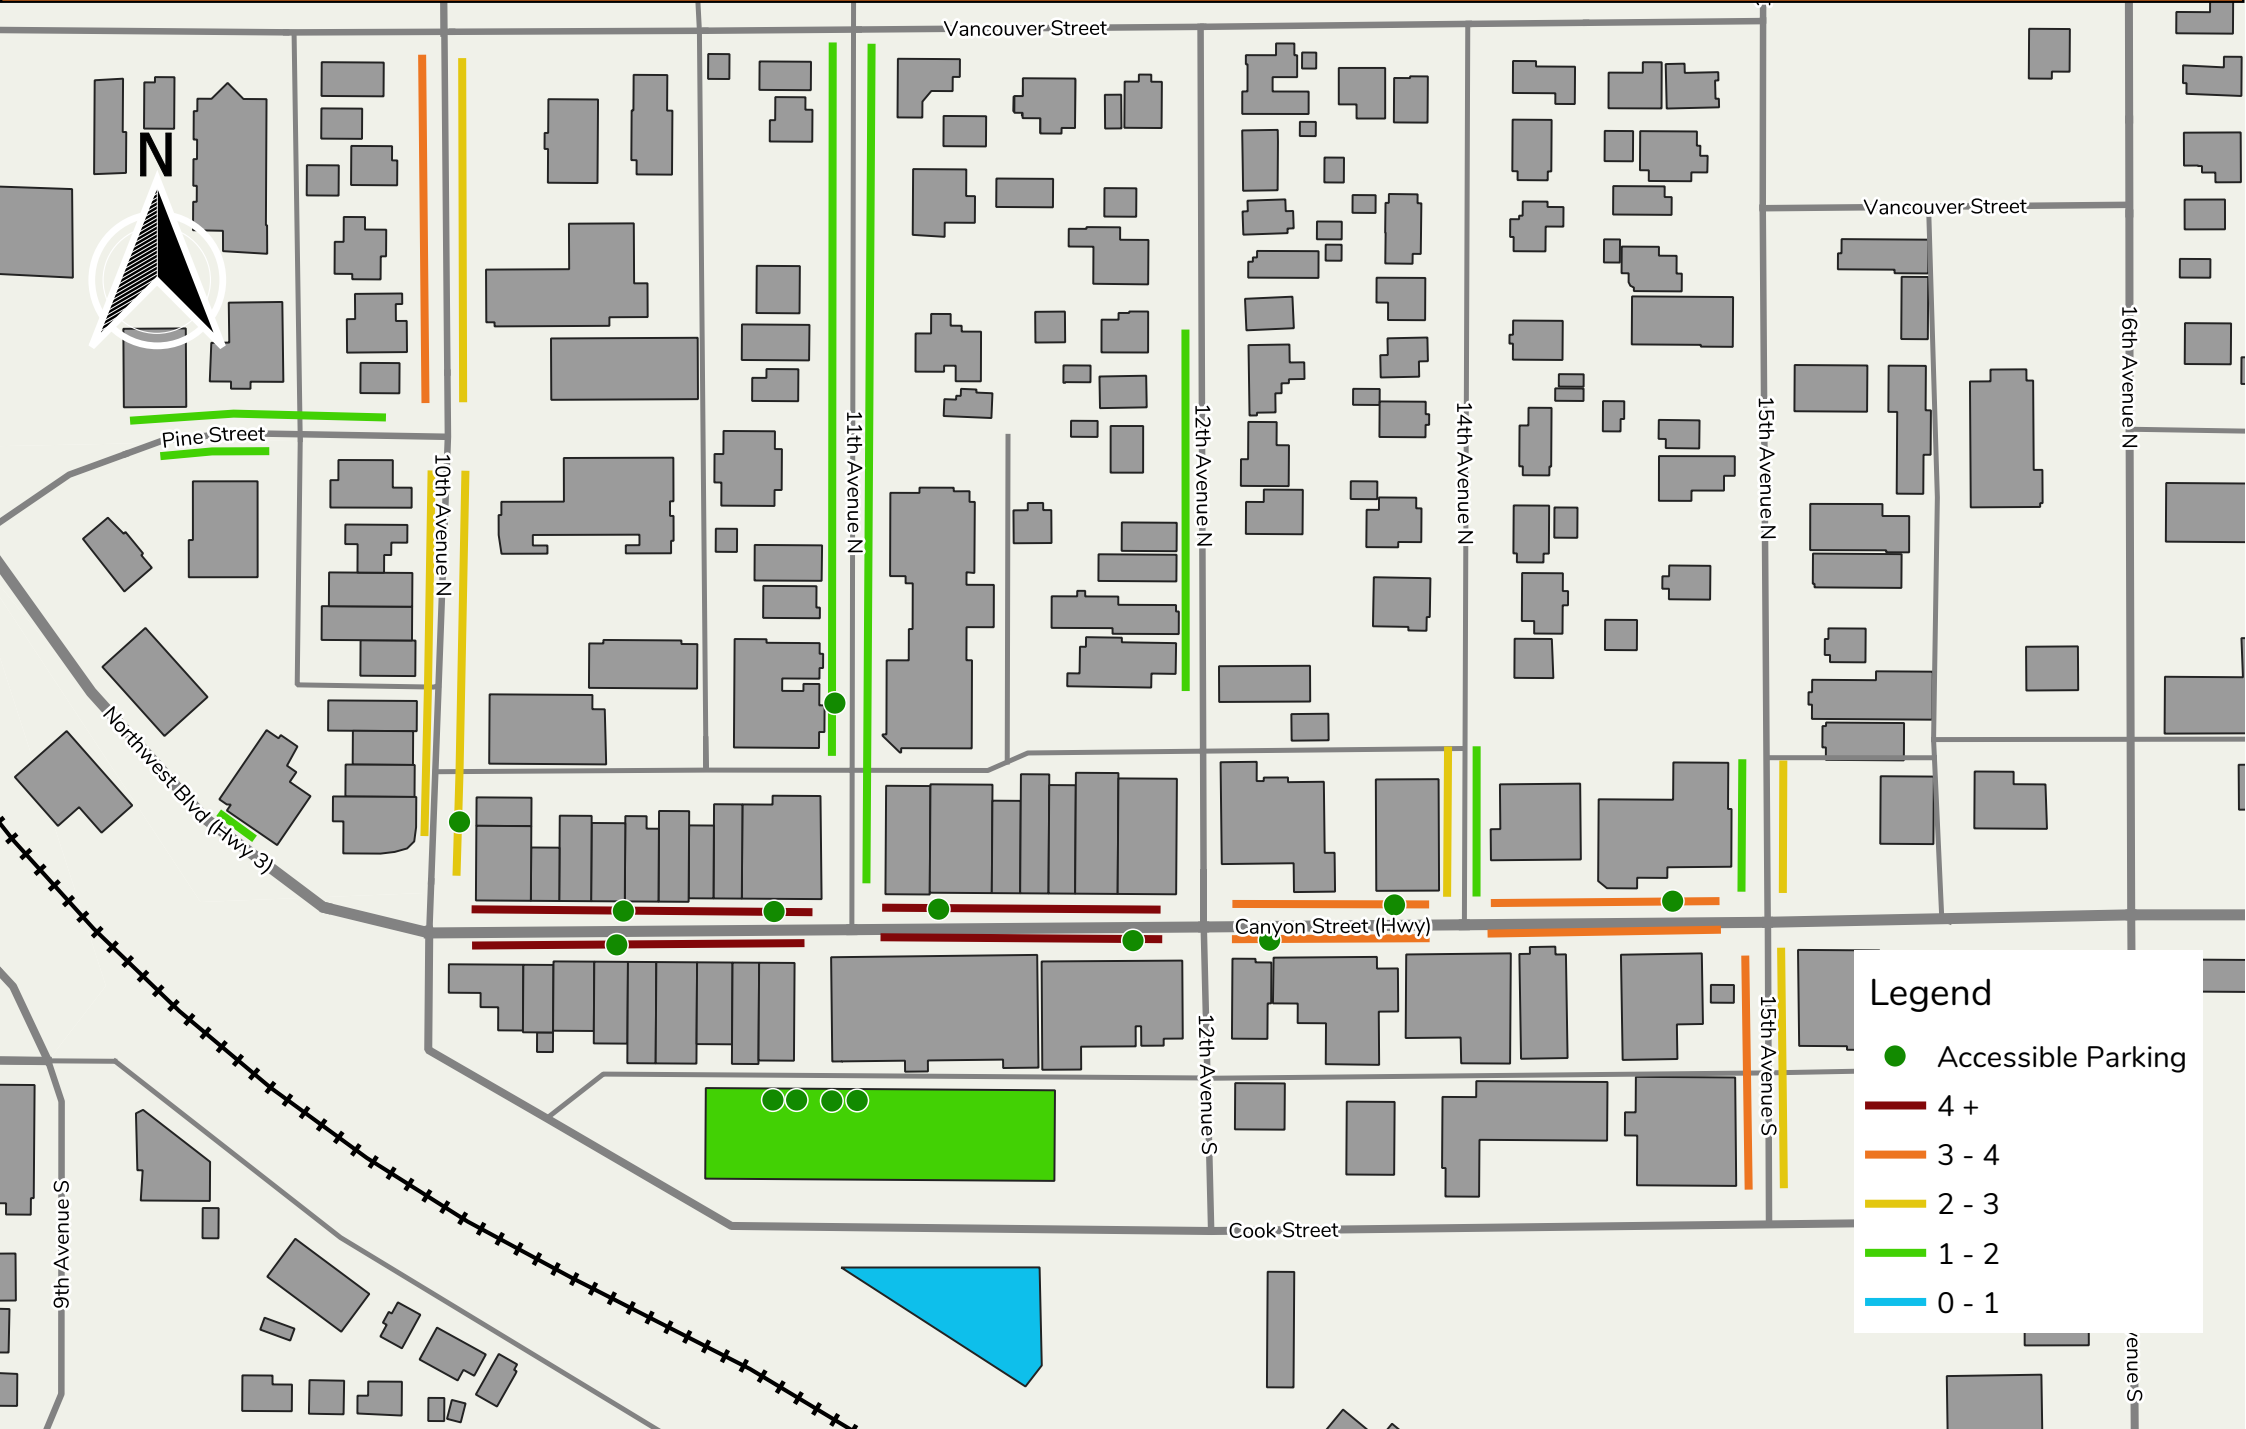 Vancouver Street
N
Vancouver Street
16th Avenue N
11th Avenue N
12th Avenue N
14th Avenue N
15th Avenue N
Pine Street
10th Avenue N
Northwest Blvd (Hwy 3)
Canyon Street (Hwy)
12th Avenue S
15th Avenue S
Legend
Accessible Parking
4 +
3 - 4
2 - 3
1 - 2
0 - 1
9th Avenue S
Cook Street
venue S